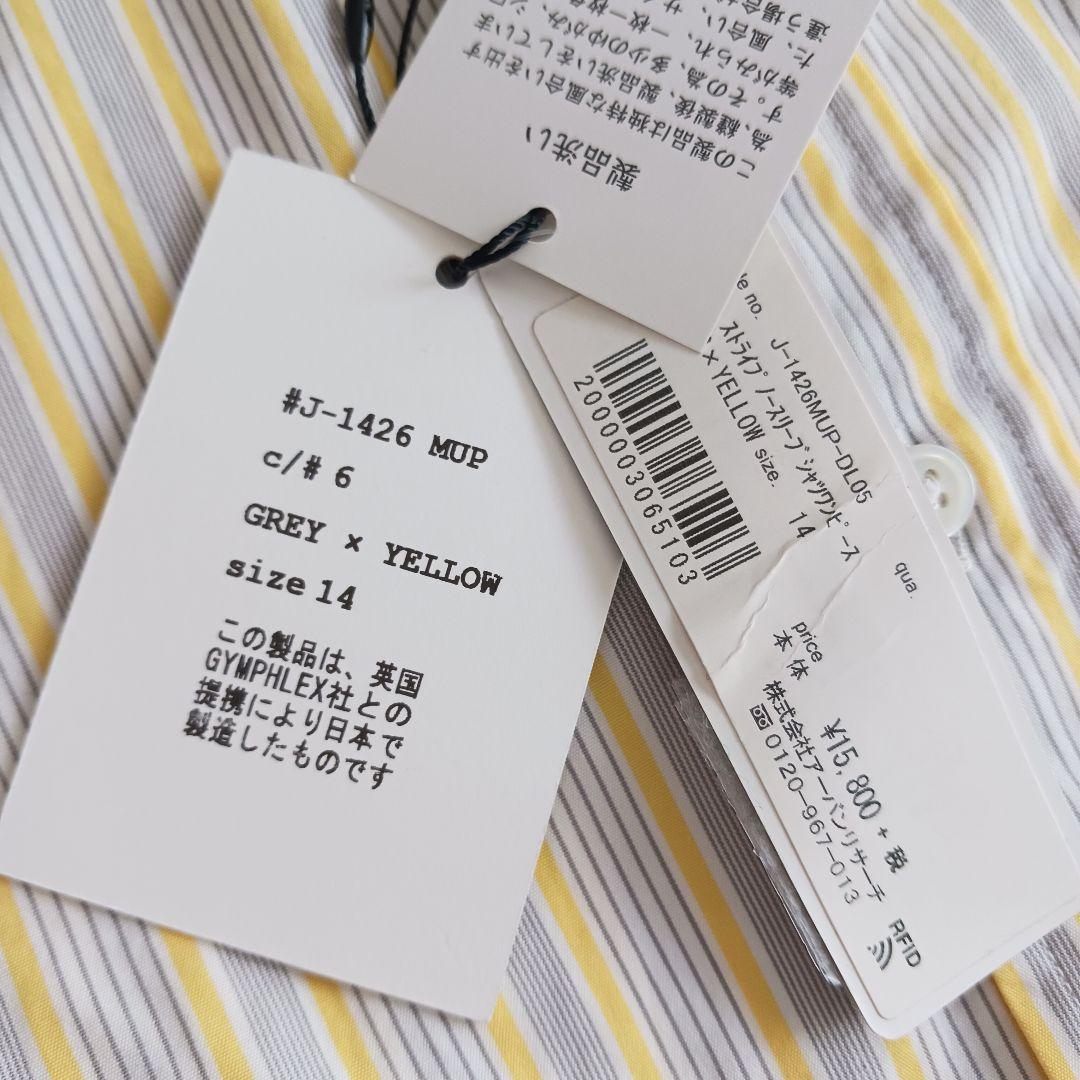 #J-1426 MUP
c/# 6
GREY × YELLOW
size 14
この製品は、英国
GYMPHLEX社との
提携により日本で
製造したものです
製品洗い
この製品は独特な風合いを出す
為、縫製後、製品洗いをしていま
す。その為、多少のゆがみ、シワ
等がみられ、
た、風合い、サ
違う場合
no.
J-1426MUP-DL05
ストライプノースリーブシャツワンピース
× YELLOW size. 14
2000003065103
qua.
price
本体 ¥15,800+税
株式会社アーバンリサーチ
0120-967-013
RFID